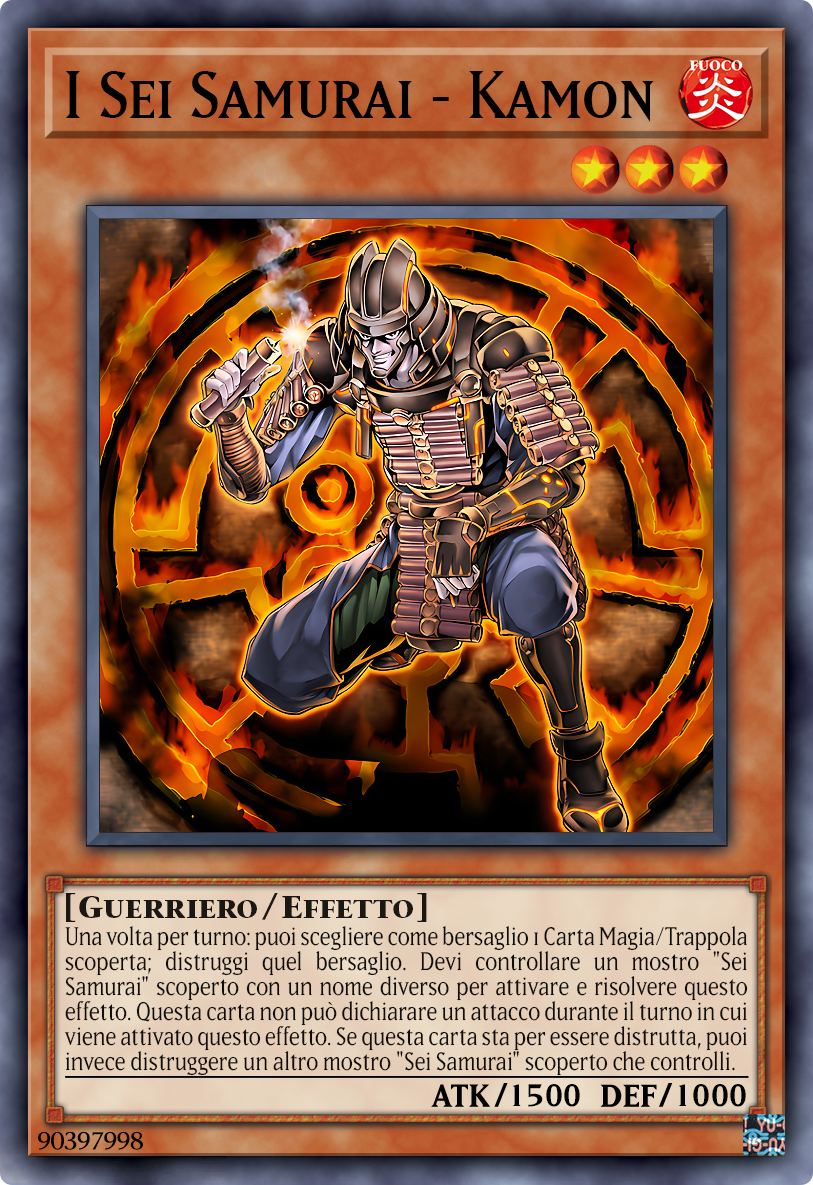 I Sei Samurai - Kamon
FUOCO
炎
[Guerriero/Effetto]
Una volta per turno: puoi scegliere come bersaglio 1 Carta Magia/Trappola
scoperta; distruggi quel bersaglio. Devi controllare un mostro "Sei
Samurai" scoperto con un nome diverso per attivare e risolvere questo
effetto. Questa carta non può dichiarare un attacco durante il turno in cui
viene attivato questo effetto. Se questa carta sta per essere distrutta, puoi
invece distruggere un altro mostro "Sei Samurai" scoperto che controlli.
ATK/1500 DEF/1000
90397998